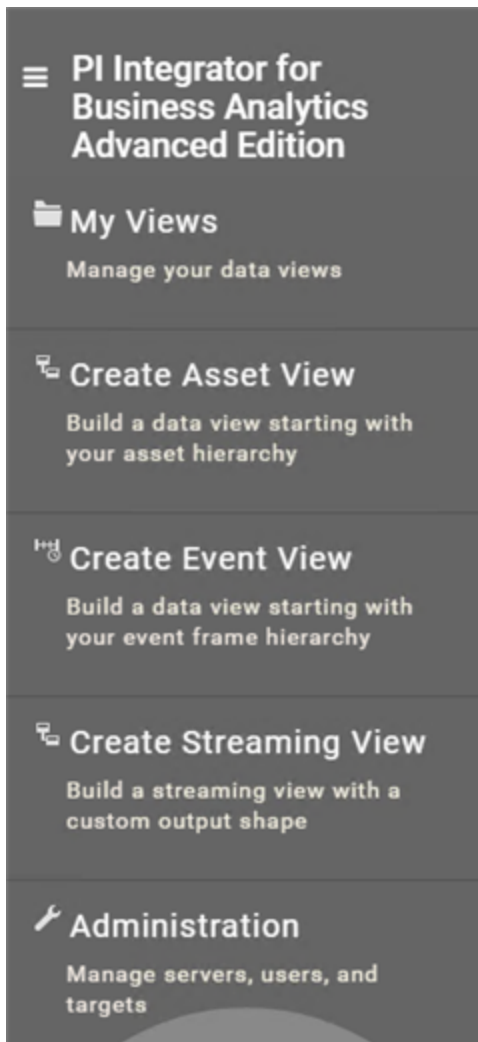 PI Integrator for
Business Analytics
Advanced Edition
My Views
Manage your data views
Create Asset View
Build a data view starting with
your asset hierarchy
Create Event View
Build a data view starting with
your event frame hierarchy
Create Streaming View
Build a streaming view with a
custom output shape
Administration
Manage servers, users, and
targets